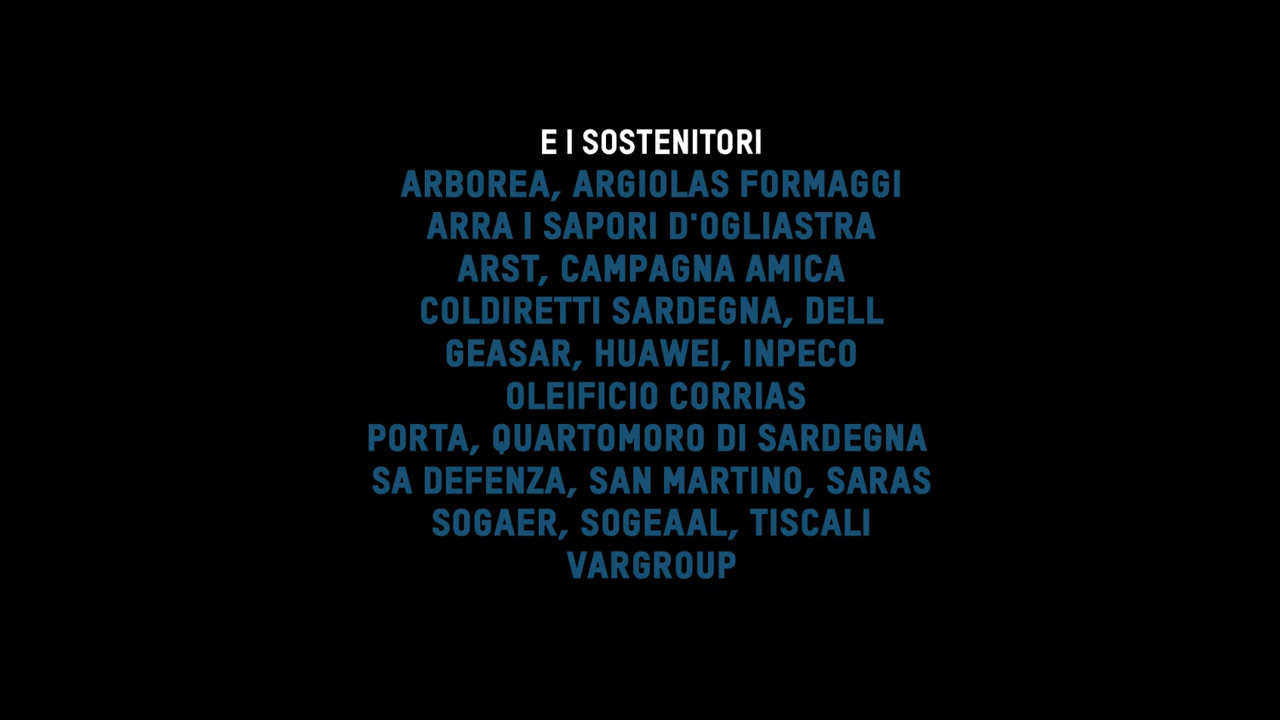 E I SOSTENITORI
ARBOREA, ARGIOLAS FORMAGGI
ARRA I SAPORI D'OGLIASTRA
ARST, CAMPAGNA AMICA
COLDIRETTI SARDEGNA, DELL
GEASAR, HUAWEI, INPECO
OLEIFICIO CORRIAS
PORTA, QUARTOMORO DI SARDEGNA
SA DEFENZA, SAN MARTINO, SARAS
SOGAER, SOGEAAL, TISCALI
VARGROUP